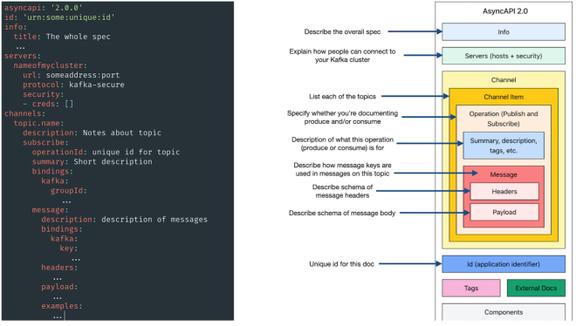 asyncapi: '2.0.0'
id: 'urn:some:unique:id'
info:
  title: The whole spec
  ...
servers:
  nameofmycluster:
    url: someaddress:port
    protocol: kafka-secure
    security:
    - creds: []
channels:
  topic.name:
    description: Notes about topic
    subscribe:
      operationId: unique id for topic
      summary: Short description
      bindings:
        kafka:
          groupId:
            ...
      message:
        description: description of messages
        bindings:
          kafka:
            key:
              ...
        headers:
          ...
        payload:
          ...
        examples:
          ...
AsyncAPI 2.0
Describe the overall spec
Info
Explain how people can connect to
your Kafka cluster
Servers (hosts + security)
Channel
List each of the topics
Channel Item
Specify whether you're documenting
produce and/or consume
Operation (Publish and
Subscribe)
Description of what this operation
(produce or consume) is for
Summary, description,
tags, etc.
Describe how message keys are
used in messages on this topic
Message
Describe schema of
message headers
Headers
Describe schema of message body
Payload
Unique id for this doc
Id (application identifier)
Tags
External Docs
Components